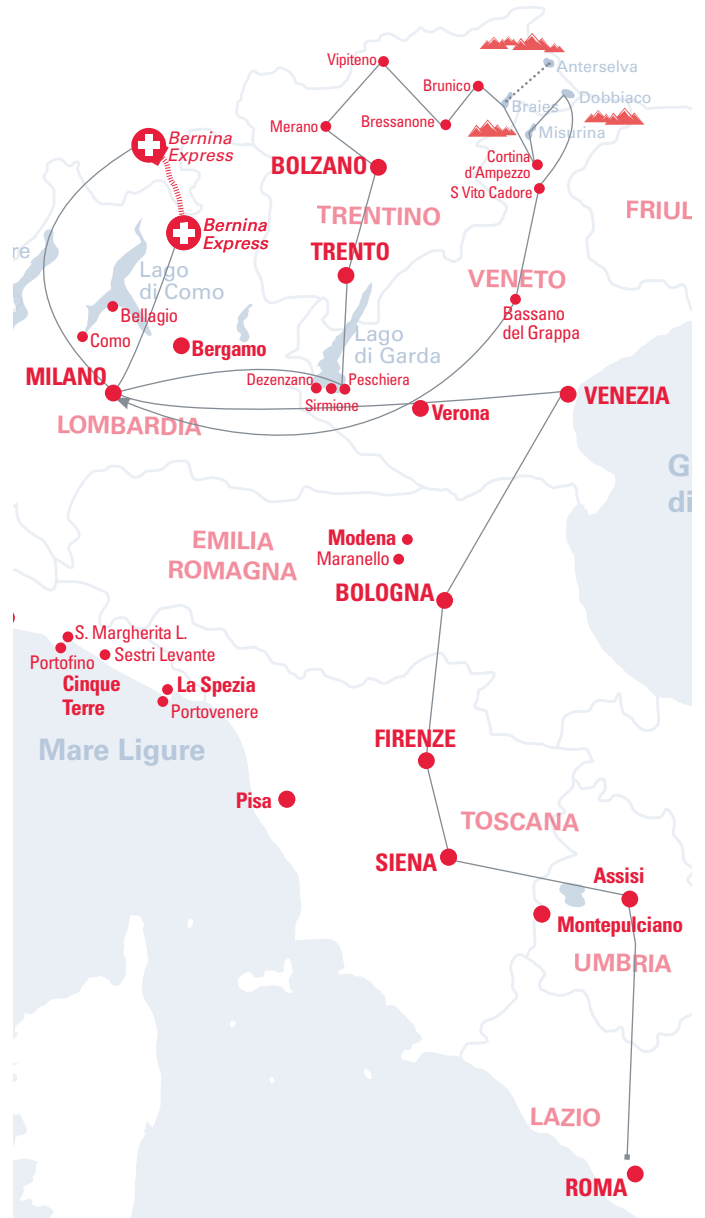 Vipiteno
Anterselva
Brunico
Braies
Dobbiaco
Merano
Bressanone
Misurina
Bernina
Express
BOLZANO
Cortina
d'Ampezzo
S Vito Cadore
TRENTINO
FRIUL
Bernina
Express
re
TRENTO
Lago
di Como
VENETO
Bellagio
Bassano
del Grappa
Como
Bergamo
Lago
di Garda
MILANO
Dezenzano
Peschiera
Sirmione
Verona
VENEZIA
LOMBARDIA
G
di
EMILIA
ROMAGNA
Modena
Maranello
BOLOGNA
S. Margherita L.
Portofino
Sestri Levante
Cinque
Terre
La Spezia
Portovenere
Mare Ligure
FIRENZE
Pisa
TOSCANA
SIENA
Assisi
Montepulciano
UMBRIA
LAZIO
ROMA